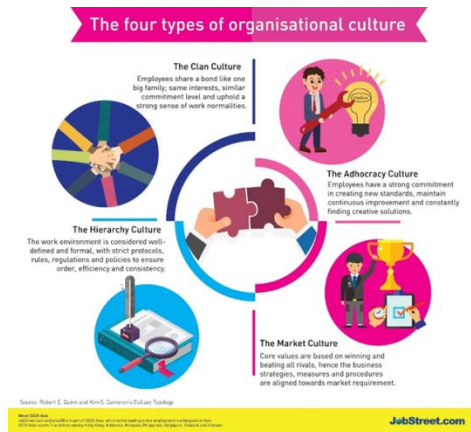 The four types of organisational culture
The Clan Culture
Employees share a bond like one
big family; same interests, similar
commitment level and uphold a
strong sense of work normalities.
The Adhocracy Culture
Employees have a strong commitment
in creating new standards, maintain
continuous improvement and constantly
finding creative solutions.
The Hierarchy Culture
The work environment is considered well-
defined and formal, with strict protocols,
rules, regulations and policies to ensure
order, efficiency and consistency.
The Market Culture
Core values are based on winning and
beating all rivals, hence the business
strategies, measures and procedures
are aligned towards market requirement.
Source: Robert E. Quinn and Kim S. Cameron's Culture Typology
About SEEK Asia
JobStreet.com